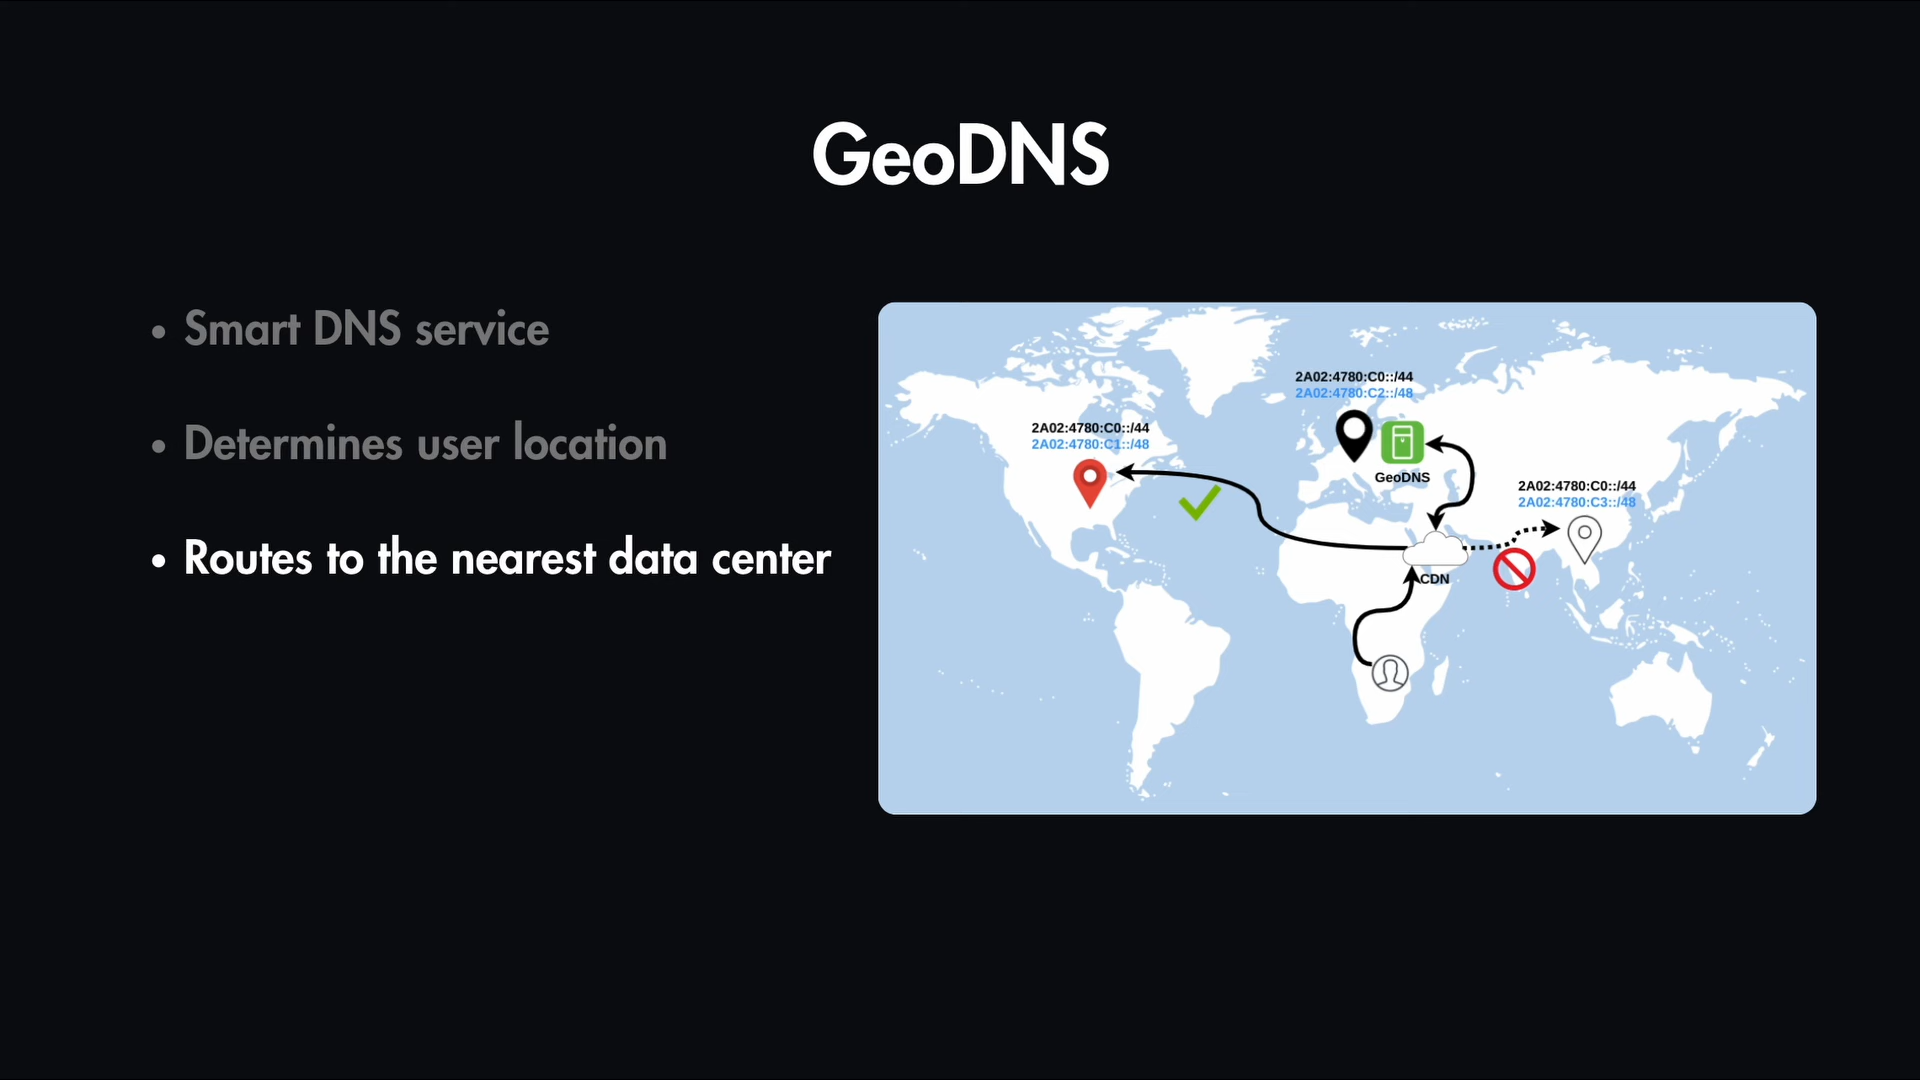 GeoDNS
• Smart DNS service
• Determines user location
• Routes to the nearest data center
2A02:4780:C0::/44
2A02:4780:C2::/48
2A02:4780:C0::/44
2A02:4780:C1::/48
GeoDNS
2A02:4780:C0::/44
2A02:4780:C3::/48
CDN